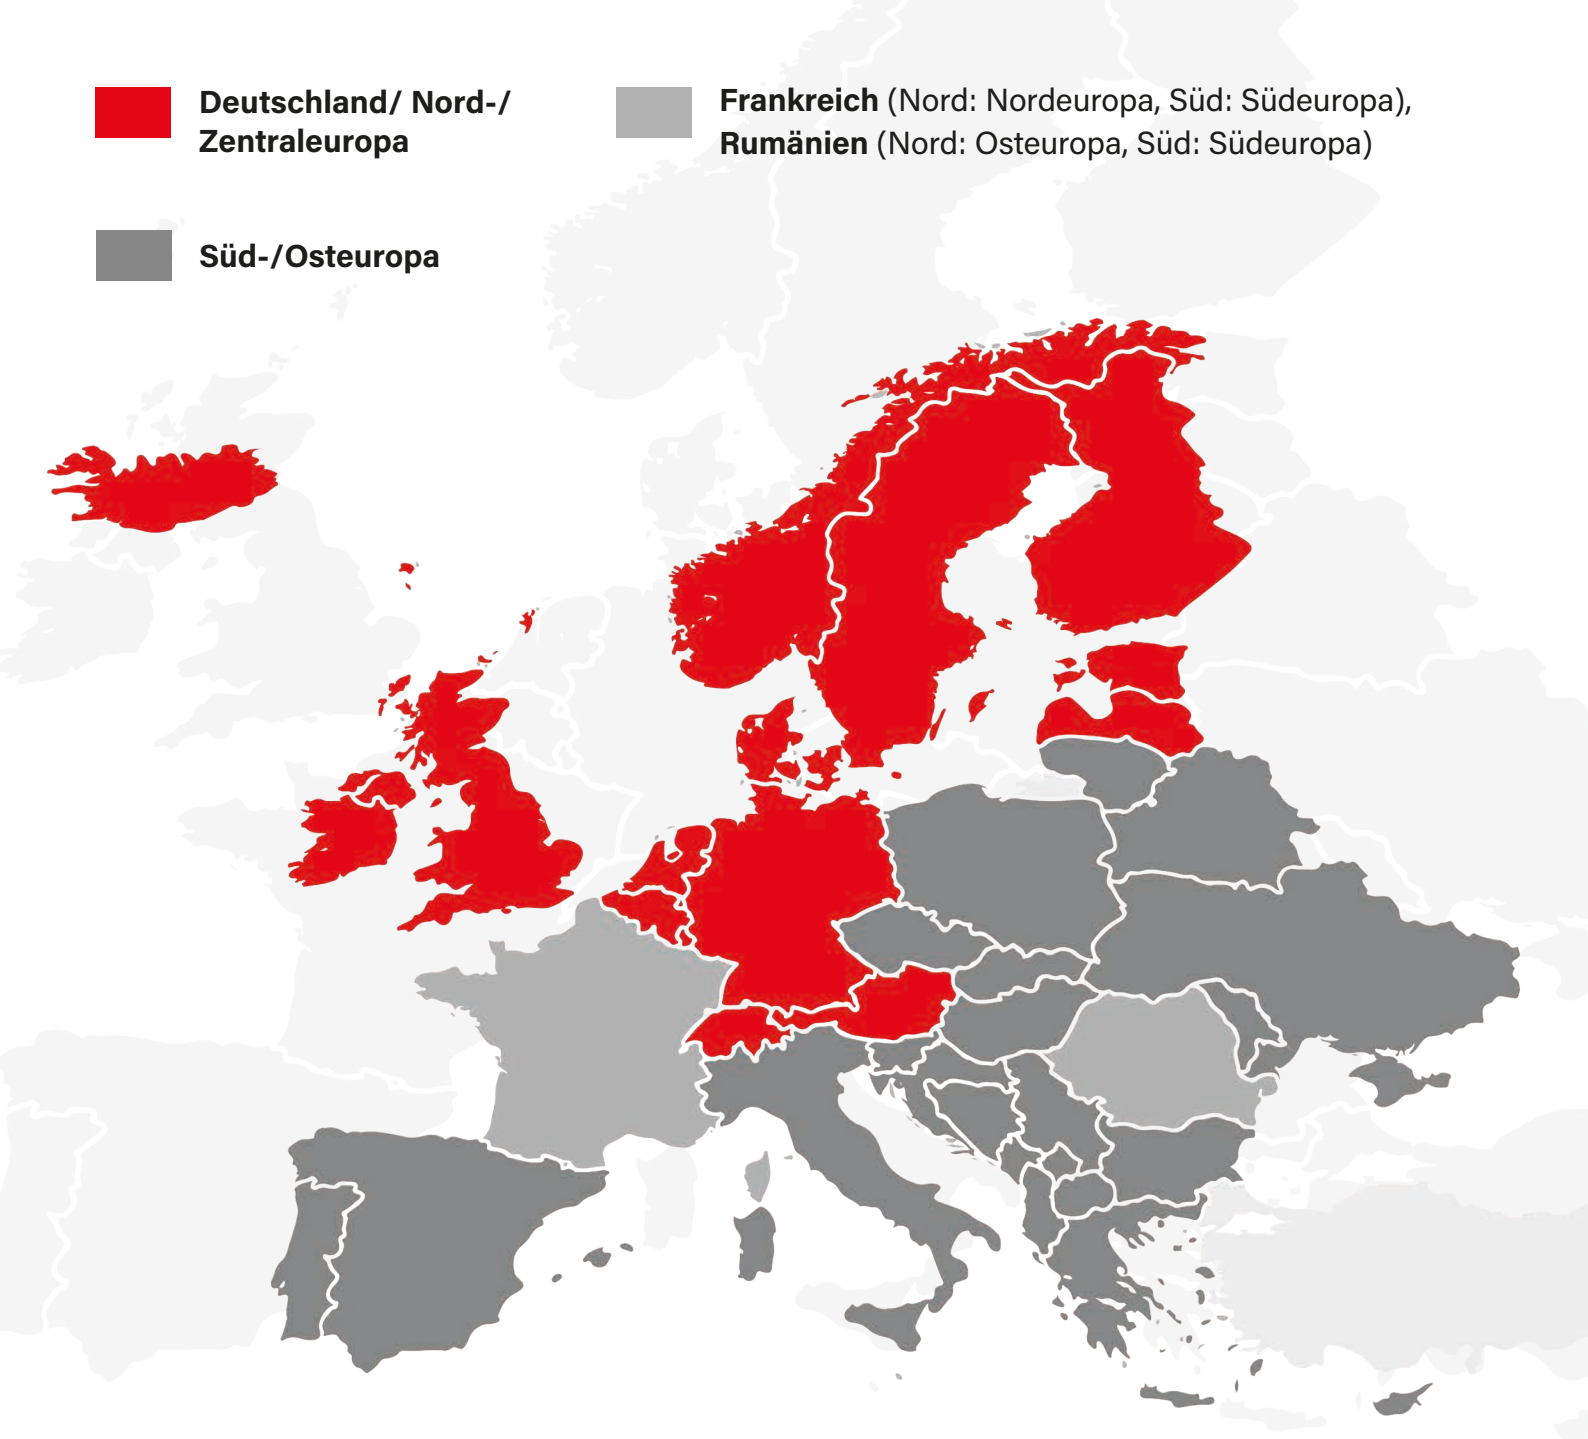 Deutschland/ Nord-/
Zentraleuropa
Süd-/Osteuropa
Frankreich (Nord: Nordeuropa, Süd: Südeuropa),
Rumänien (Nord: Osteuropa, Süd: Südeuropa)